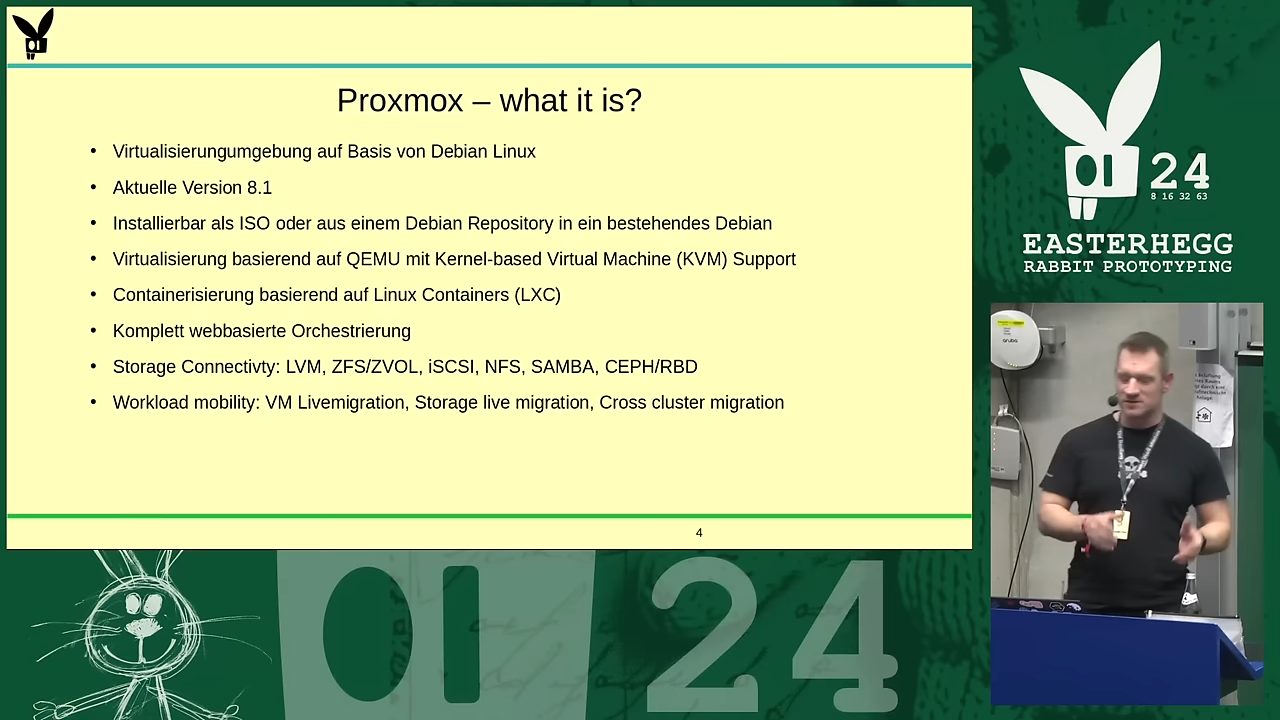 Proxmox – what it is?
• Virtualisierungumgebung auf Basis von Debian Linux
• Aktuelle Version 8.1
• Installierbar als ISO oder aus einem Debian Repository in ein bestehendes Debian
• Virtualisierung basierend auf QEMU mit Kernel-based Virtual Machine (KVM) Support
• Containerisierung basierend auf Linux Containers (LXC)
• Komplett webbasierte Orchestrierung
• Storage Connectivty: LVM, ZFS/ZVOL, iSCSI, NFS, SAMBA, CEPH/RBD
• Workload mobility: VM Livemigration, Storage live migration, Cross cluster migration
4
24
8 16 32 63
EASTERHEGG
RABBIT PROTOTYPING
aruba
24